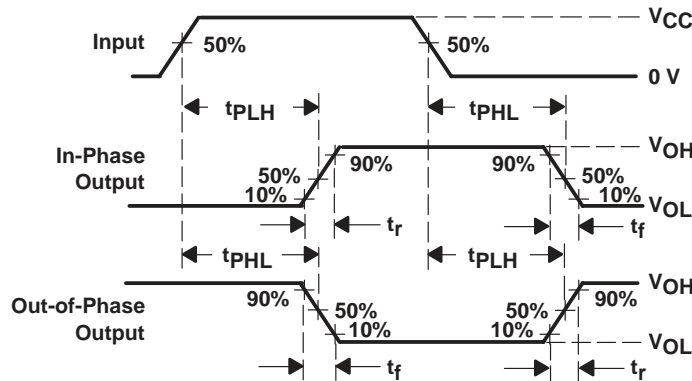 VCC
Input
50%
50%
0 V
tPLH
tPHL
In-Phase
Output
50%
10%
90%
90%
VOH
50%
10%
VOL
tr
tf
tPHL
tPLH
Out-of-Phase
Output
90%
50%
10%
50%
10%
90%
VOH
VOL
tf
tr